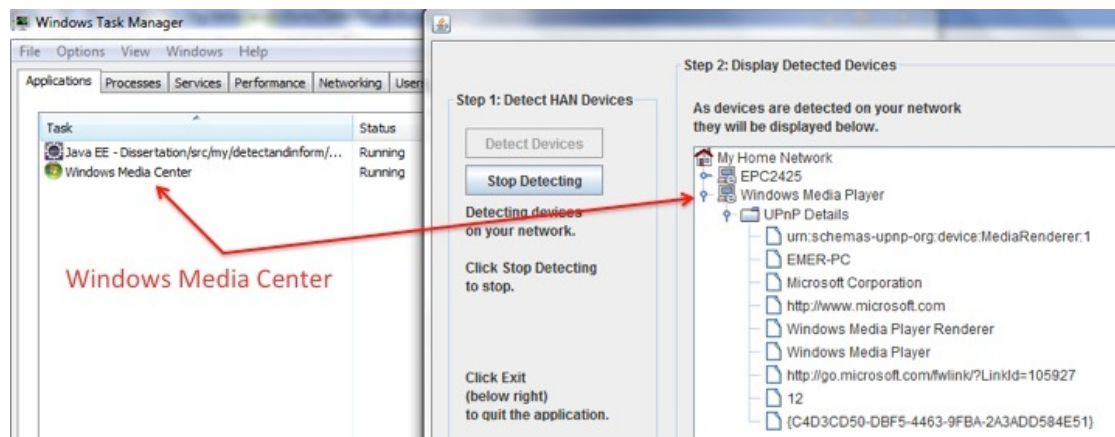 Windows Task Manager
File Options View Windows Help
Applications Processes Services Performance Networking
Task Status
Java EE - Dissertation/src/my/detectandinform/... Running
Windows Media Center Running
Windows Media Center
Step 1: Detect HAN Devices
Detect Devices
Stop Detecting
Detecting devices
on your network.
Click Stop Detecting
to stop.
Click Exit
(below right)
to quit the application.
Step 2: Display Detected Devices
As devices are detected on your network
they will be displayed below.
My Home Network
EPC2425
Windows Media Player
UPnP Details
urn:schemas-upnp-org:device:MediaRenderer:1
EMER-PC
Microsoft Corporation
http://www.microsoft.com
Windows Media Player Renderer
Windows Media Player
http://go.microsoft.com/fwlink/?LinkId=105927
12
{C4D3CD50-DBF5-4463-9FBA-2A3ADD584E51}